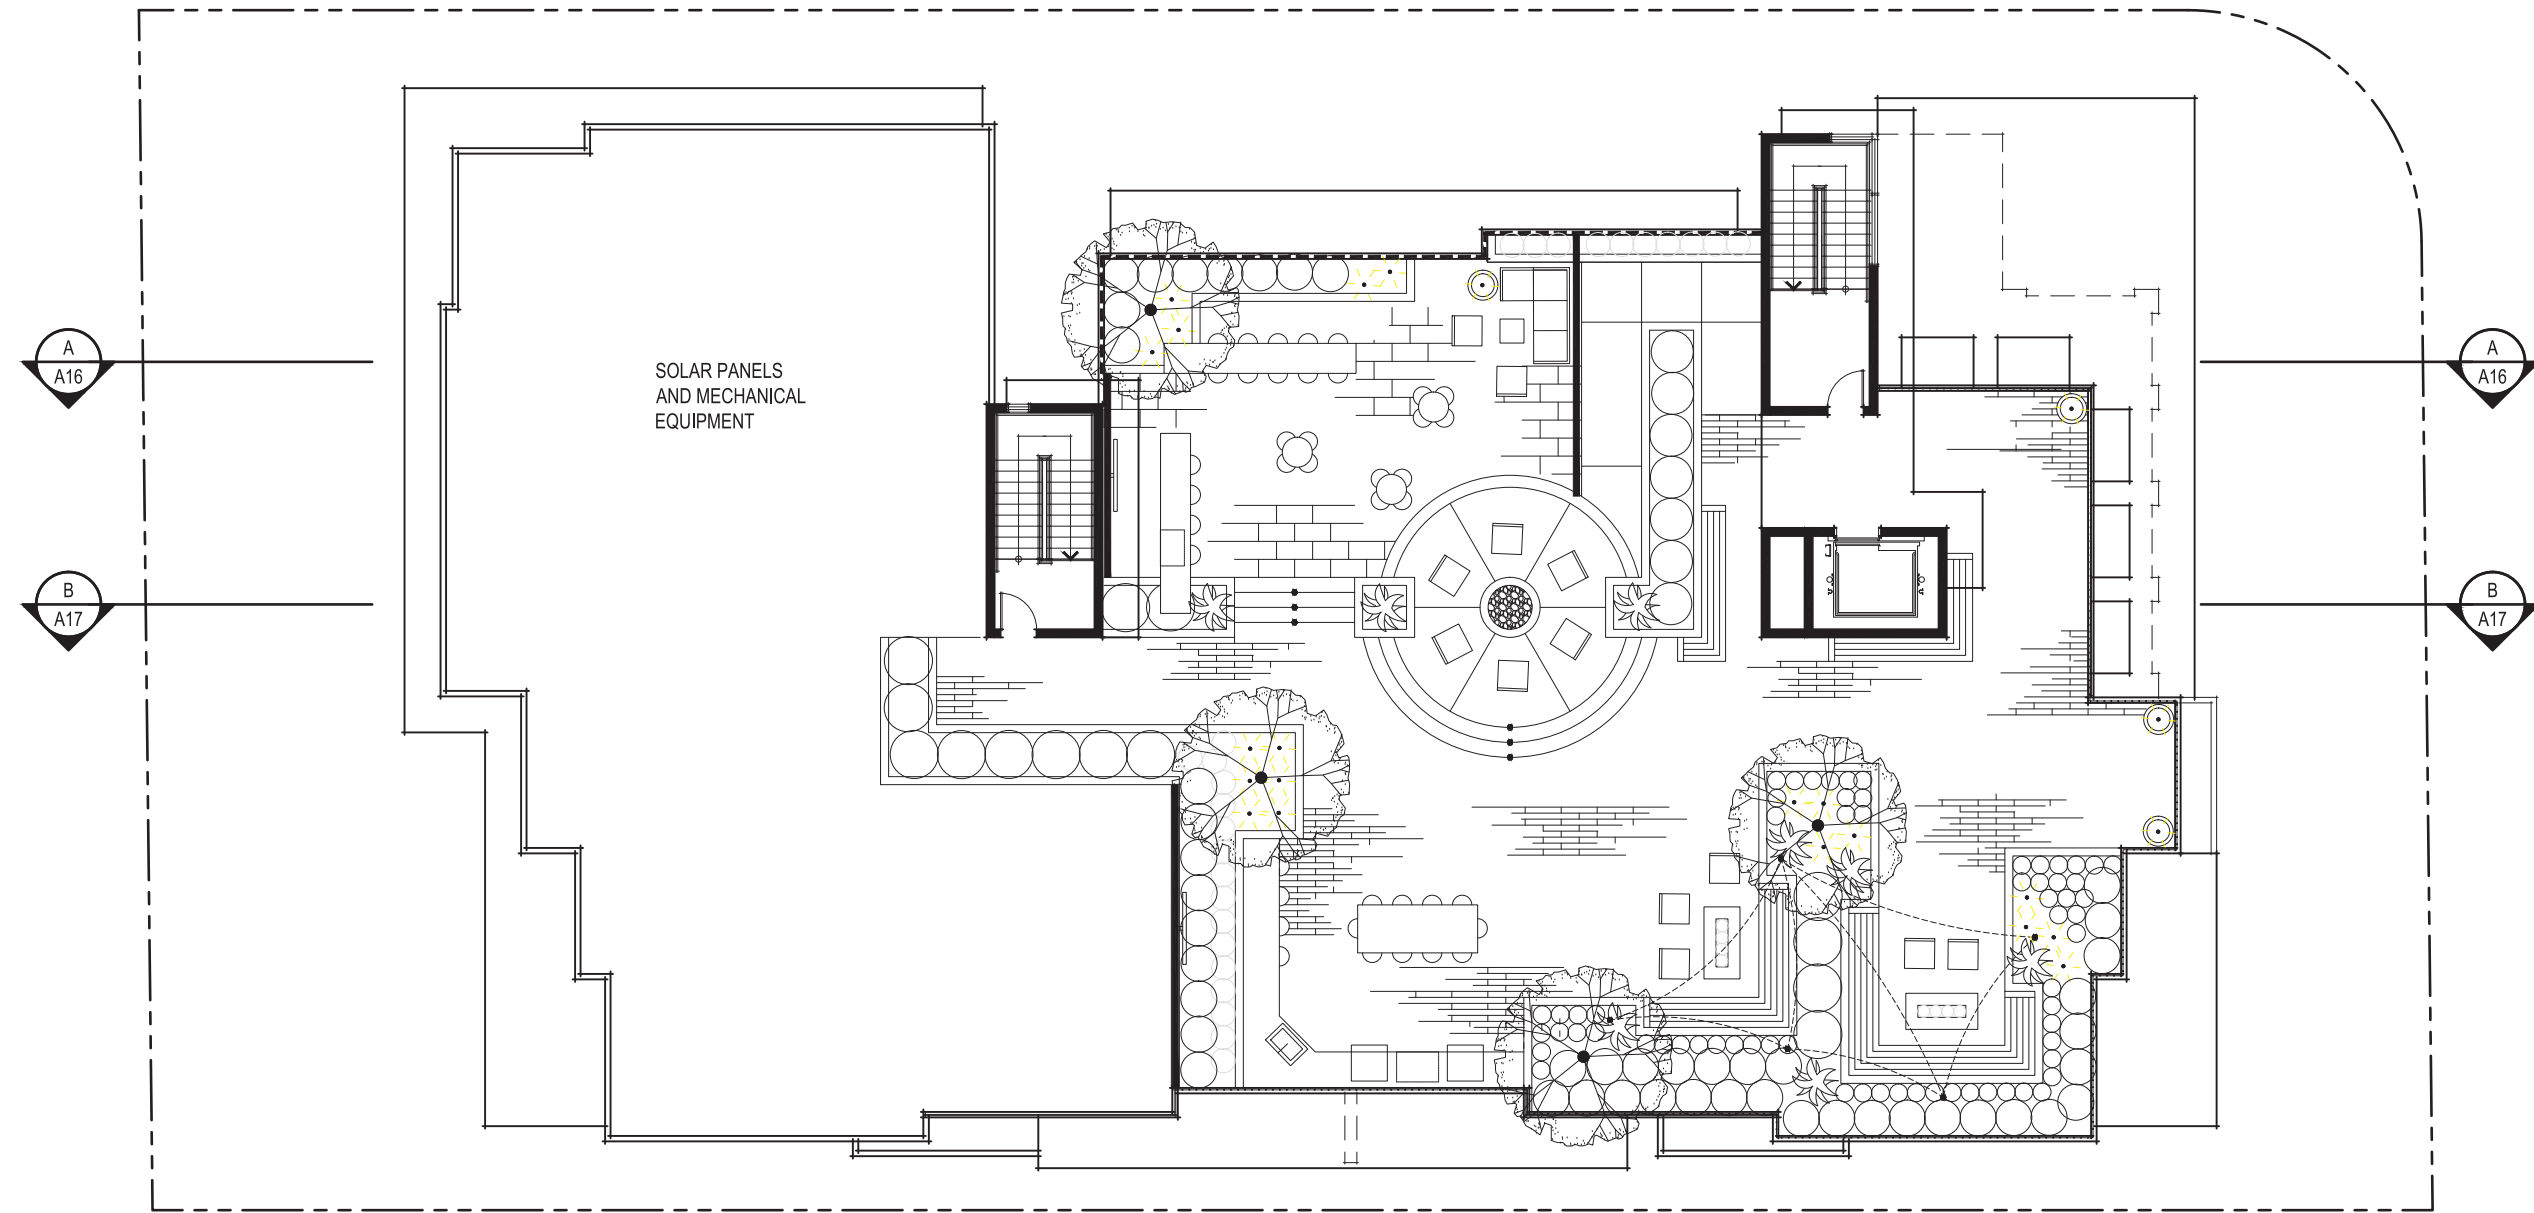 A
A16
A
A16
SOLAR PANELS
AND MECHANICAL
EQUIPMENT
B
A17
B
A17